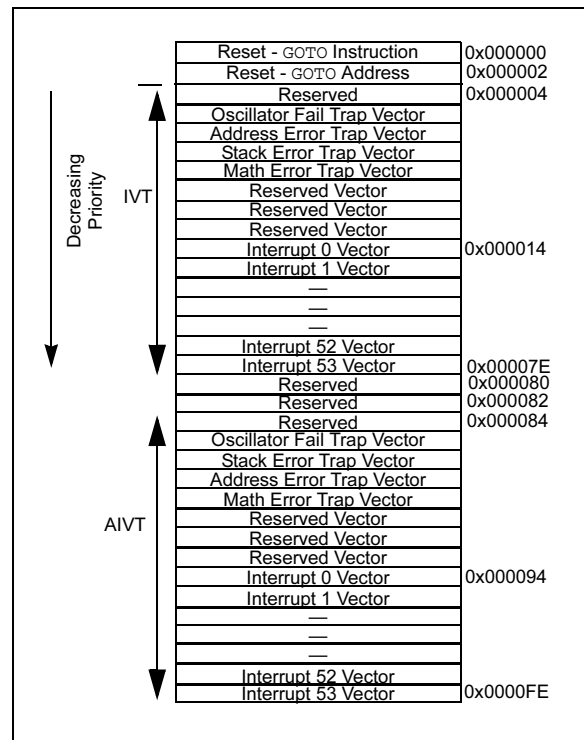 Reset - GOTO Instruction 0x000000
Reset - GOTO Address 0x000002
Reserved 0x000004
Oscillator Fail Trap Vector
Address Error Trap Vector
Stack Error Trap Vector
Math Error Trap Vector
Reserved Vector
Reserved Vector
Reserved Vector
Interrupt 0 Vector 0x000014
Interrupt 1 Vector
—
—
—
Interrupt 52 Vector
Interrupt 53 Vector 0x00007E
Reserved 0x000080
Reserved 0x000082
Reserved 0x000084
Oscillator Fail Trap Vector
Stack Error Trap Vector
Address Error Trap Vector
Math Error Trap Vector
Reserved Vector
Reserved Vector
Reserved Vector
Interrupt 0 Vector 0x000094
Interrupt 1 Vector
—
—
—
Interrupt 52 Vector
Interrupt 53 Vector 0x0000FE
Decreasing
Priority
IVT
AIVT